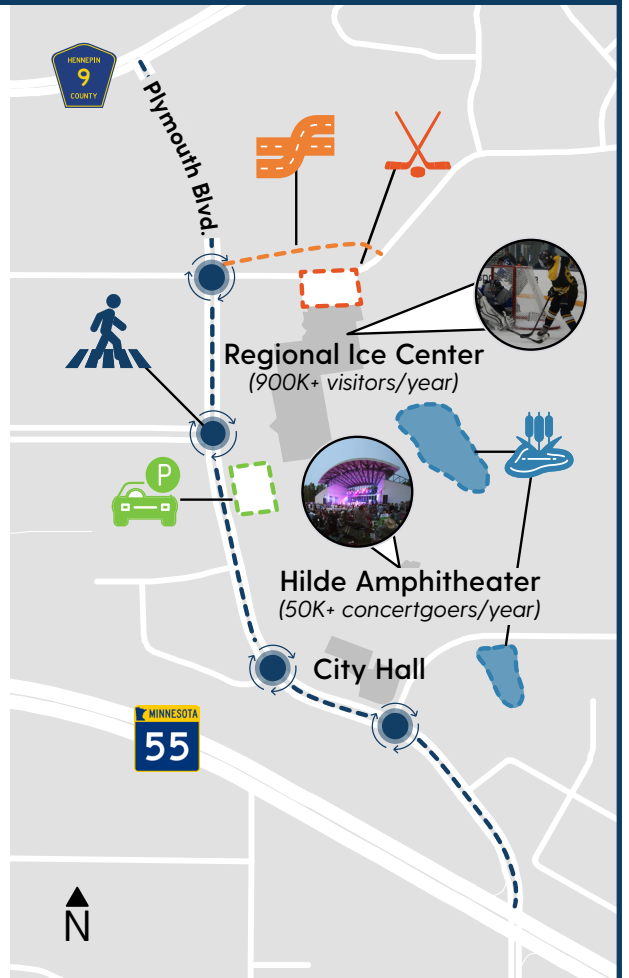 HENNEPIN
9
COUNTY
Plymouth Blvd.
Regional Ice Center
(900K+ visitors/year)
P
Hilde Amphitheater
(50K+ concertgoers/year)
City Hall
MINNESOTA
55
N